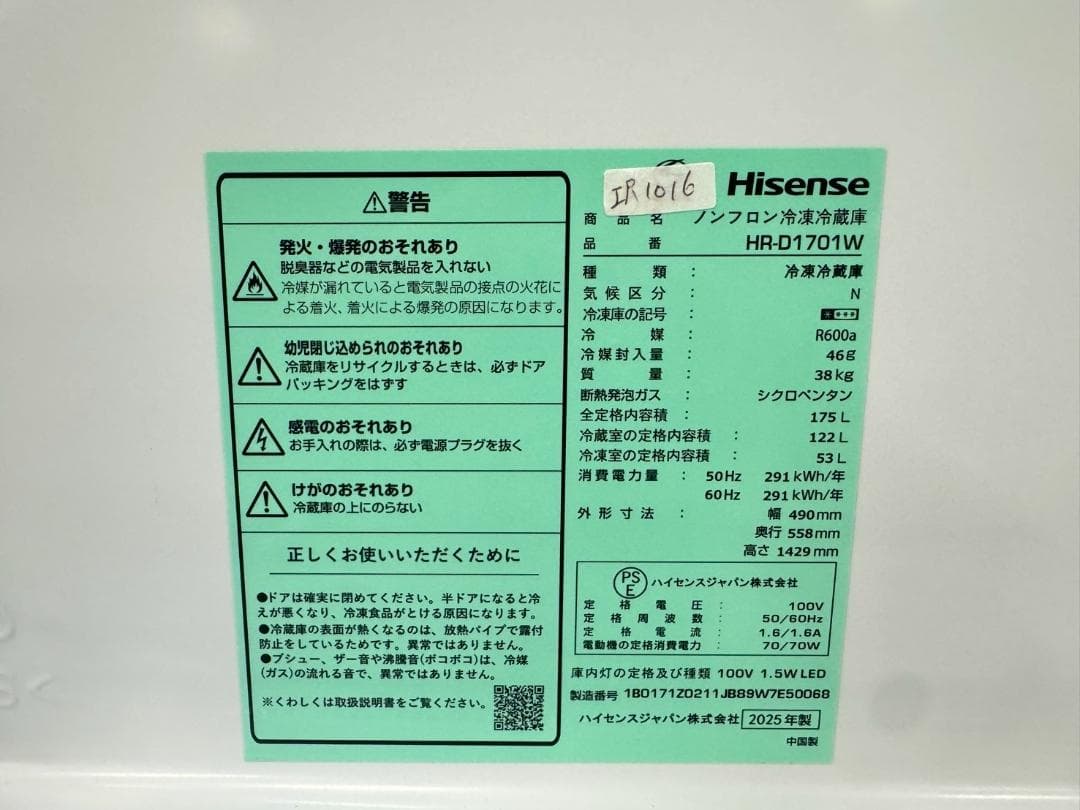 ⚠警告
発火・爆発のおそれあり
脱臭器などの電気製品を入れない
冷媒が漏れていると電気製品の接点の火花に
よる着火、着火による爆発の原因になります。
幼児閉じ込められのおそれあり
冷蔵庫をリサイクルするときは、必ずドア
パッキングをはずす
感電のおそれあり
お手入れの際は、必ず電源プラグを抜く
けがのおそれあり
冷蔵庫の上にのらない
正しくお使いいただくために
●ドアは確実に閉めてください。半ドアになると冷
えが悪くなり、冷凍食品がとける原因になります。
●冷蔵庫の表面が熱くなるのは、放熱パイプで露付
防止をしているためです。異常ではありません。
●ブシュー、ザー音や沸騰音(ボコボコ)は、冷媒
(ガス)の流れる音で、異常ではありません。
※くわしくは取扱説明書をご覧ください。
IR1016
Hisense
商品名 ノンフロン冷凍冷蔵庫
品番 HR-D1701W
種類 : 冷凍冷蔵庫
気候区分 : N
冷凍庫の記号 : ****
冷媒 : R600a
冷媒封入量 : 46g
質量 : 38kg
断熱発泡ガス : シクロペンタン
全定格内容積 : 175L
冷蔵室の定格内容積 : 122L
冷凍室の定格内容積 : 53L
消費電力量 : 50Hz 291kWh/年
60Hz 291kWh/年
外形寸法 : 幅 490mm
奥行 558mm
高さ 1429mm
PS
E ハイセンスジャパン株式会社
定格電圧 : 100V
定格周波数 : 50/60Hz
定格電流 : 1.6/1.6A
電動機の定格消費電力 : 70/70W
庫内灯の定格及び種類 100V 1.5W LED
製造番号 1B0171Z0211JB89W7E50068
ハイセンスジャパン株式会社 2025年製
中国製